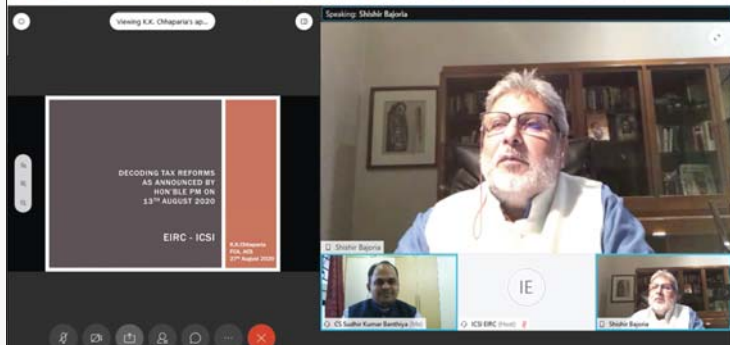 Viewing K.K. Chhaparia's ap...
DECODING TAX REFORMS
AS ANNOUNCED BY
HON'BLE PM ON
13TH AUGUST 2020
EIRC - ICSI
K.K.Chhaparia
FCA, ACS
27th August 2020
Speaking: Shishir Bajoria
Shishir Bajoria
CS Sudhir Kumar Banthiya (Me)
IE
ICSI EIRC (Host)
Shishir Bajoria